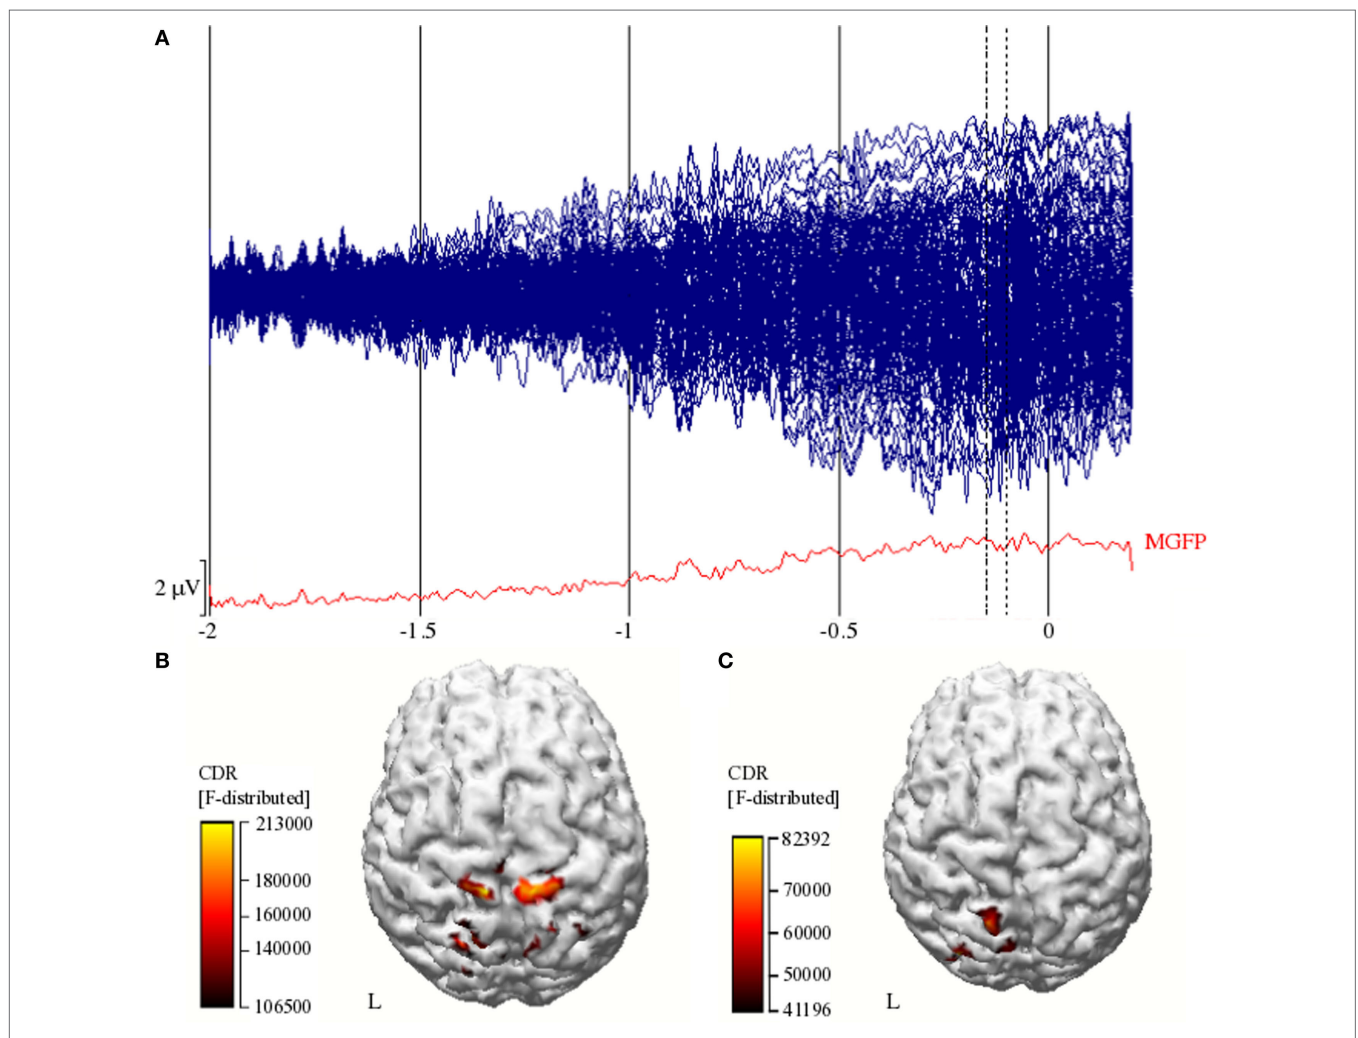 A
MGFP
2 µV
-2 -1.5 -1 -0.5 0
B
CDR
[F-distributed]
213000
180000
160000
140000
106500
L
C
CDR
[F-distributed]
82392
70000
60000
50000
41196
L